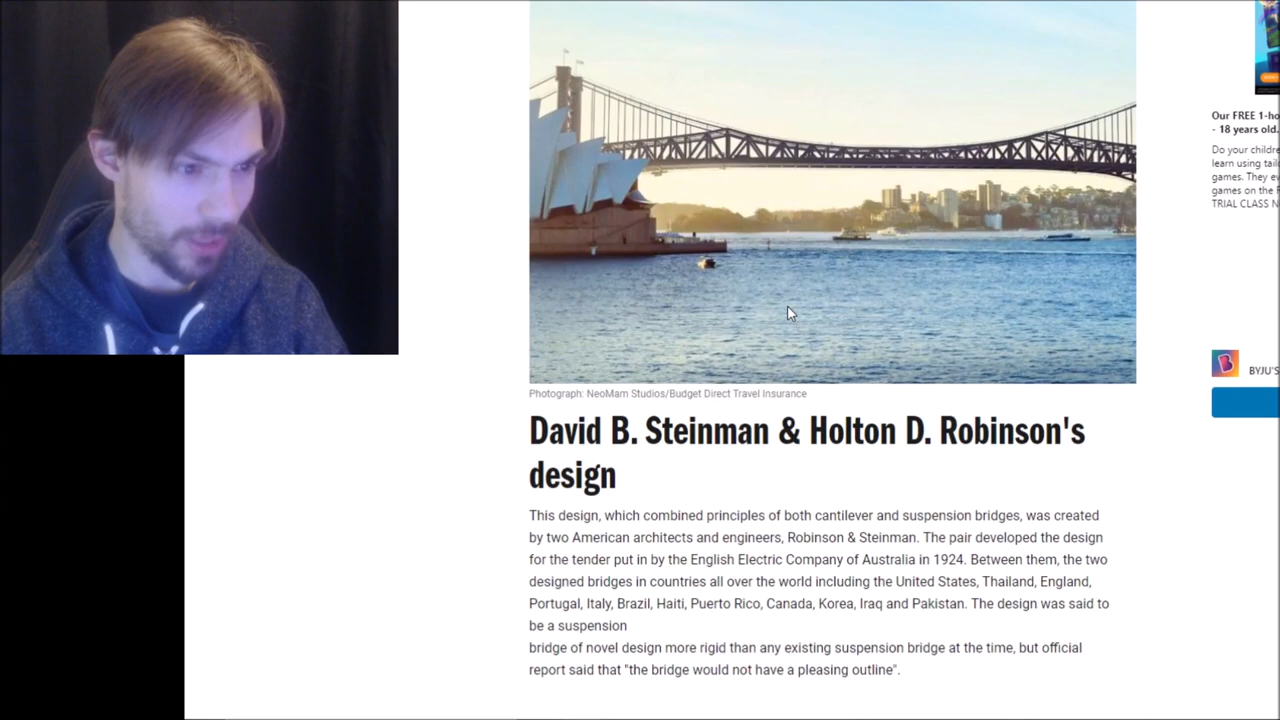 Photograph: NeoMam Studios/Budget Direct Travel Insurance
David B. Steinman & Holton D. Robinson's
design
This design, which combined principles of both cantilever and suspension bridges, was created
by two American architects and engineers, Robinson & Steinman. The pair developed the design
for the tender put in by the English Electric Company of Australia in 1924. Between them, the two
designed bridges in countries all over the world including the United States, Thailand, England,
Portugal, Italy, Brazil, Haiti, Puerto Rico, Canada, Korea, Iraq and Pakistan. The design was said to
be a suspension
bridge of novel design more rigid than any existing suspension bridge at the time, but official
report said that "the bridge would not have a pleasing outline".
Our FREE 1-ho
- 18 years old.
Do your childre
learn using tail
games. They ev
games on the
TRIAL CLASS N
BYJU'S